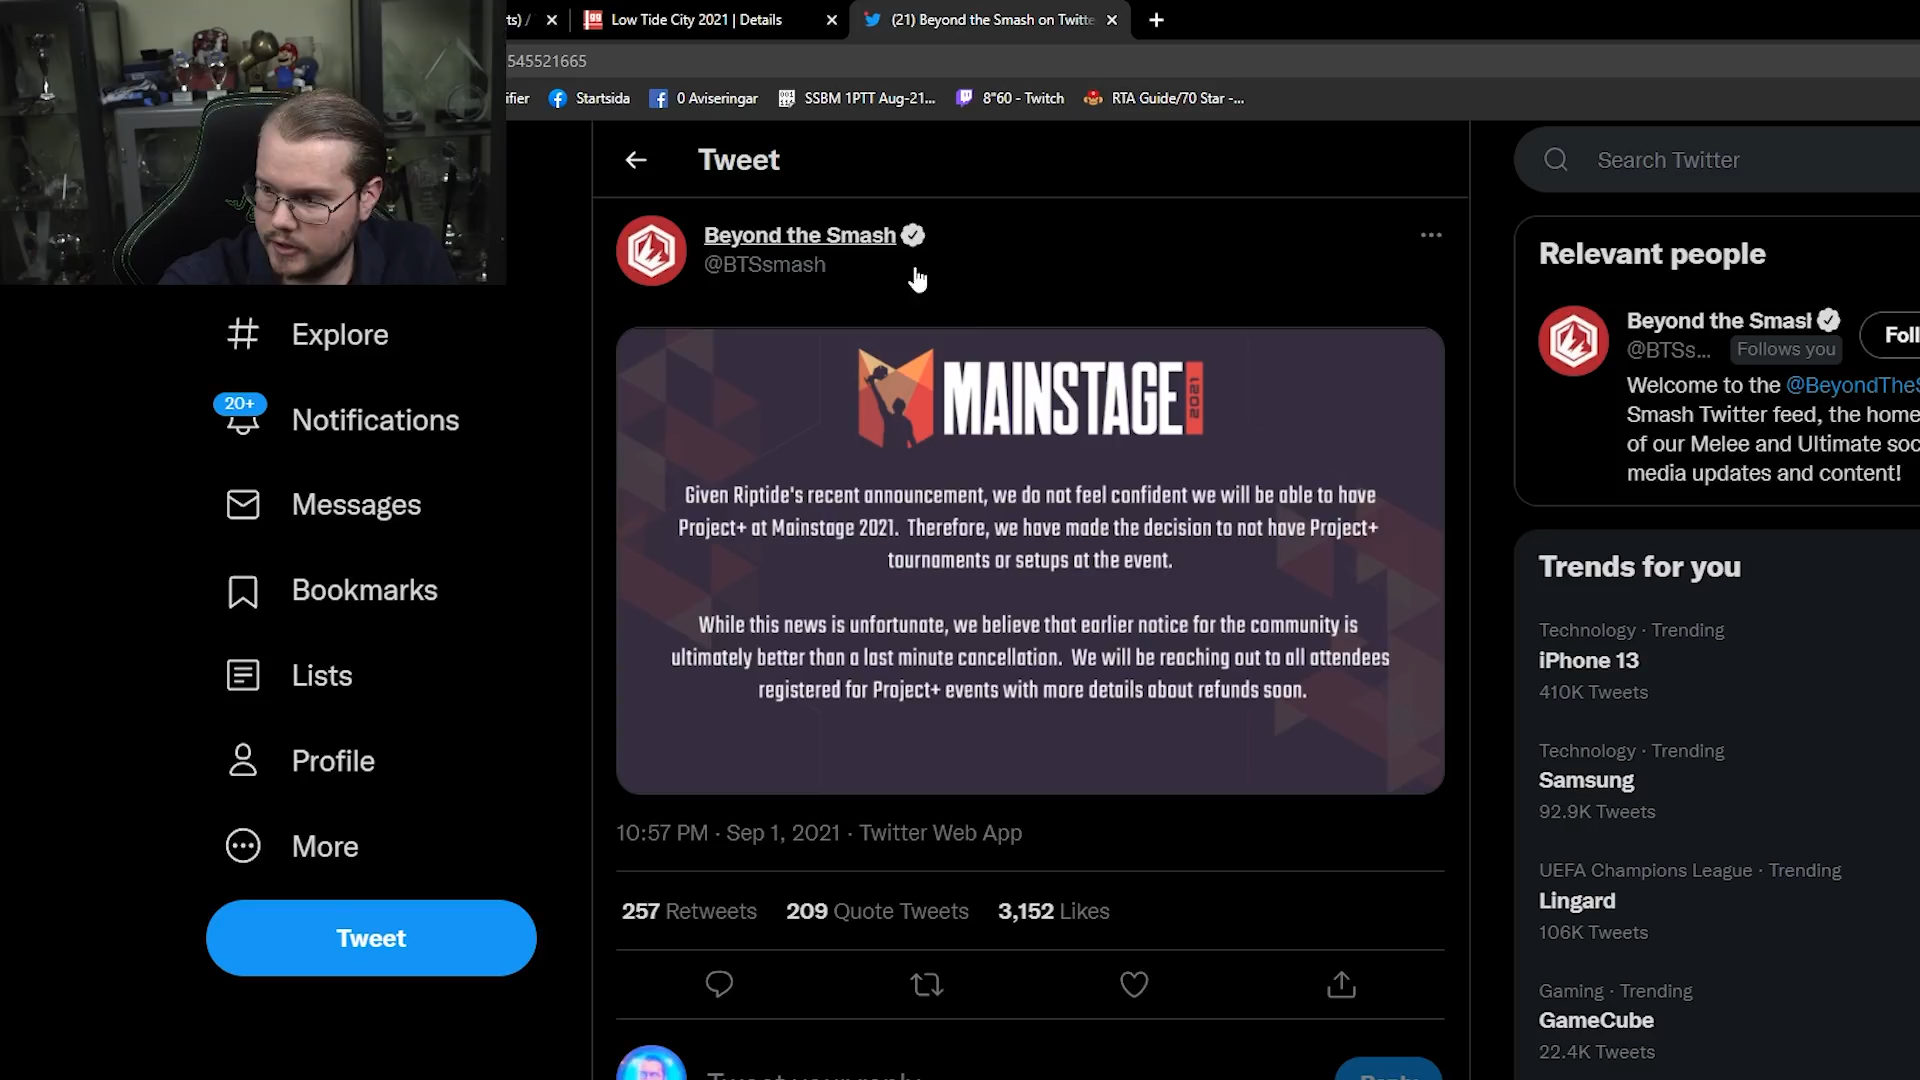 ts) /
Low Tide City 2021 | Details
(21) Beyond the Smash on Twitte
545521665
ifier
Startsida
0 Aviseringar
SSBM 1PTT Aug-21...
8"60 - Twitch
RTA Guide/70 Star -...
Tweet
Search Twitter
Beyond the Smash
@BTSsmash
Relevant people
Beyond the Smash
@BTSs...
Follows you
Foll
Welcome to the @BeyondTheS
Smash Twitter feed, the home
of our Melee and Ultimate soc
media updates and content!
Explore
20+
Notifications
Messages
Bookmarks
Lists
Profile
More
Tweet
MAINSTAGE 2021
Given Riptide's recent announcement, we do not feel confident we will be able to have
Project+ at Mainstage 2021. Therefore, we have made the decision to not have Project+
tournaments or setups at the event.
While this news is unfortunate, we believe that earlier notice for the community is
ultimately better than a last minute cancellation. We will be reaching out to all attendees
registered for Project+ events with more details about refunds soon.
10:57 PM · Sep 1, 2021 · Twitter Web App
257 Retweets 209 Quote Tweets 3,152 Likes
Tweet your reply
Reply
Trends for you
Technology · Trending
iPhone 13
410K Tweets
Technology · Trending
Samsung
92.9K Tweets
UEFA Champions League · Trending
Lingard
106K Tweets
Gaming · Trending
GameCube
22.4K Tweets